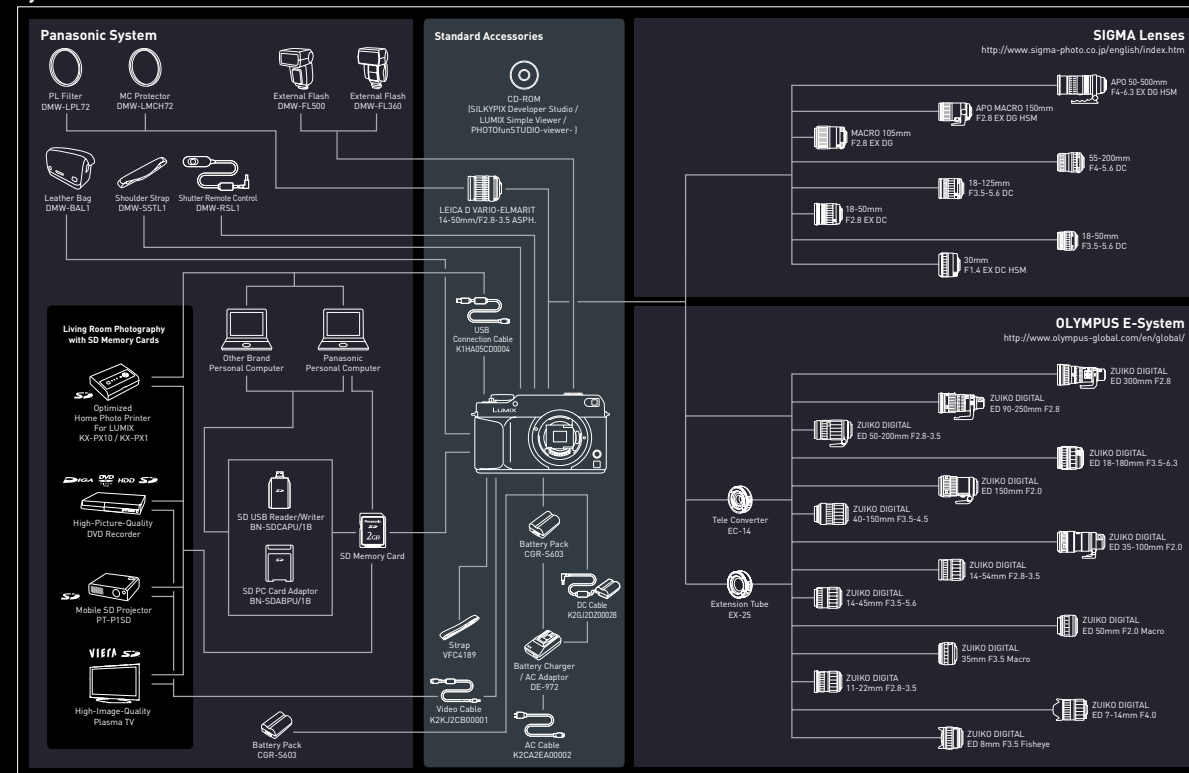 Panasonic System
PL Filter
DMW-LPL72
MC Protector
DMW-LMCH72
External Flash
DMW-FL500
External Flash
DMW-FL360
Leather Bag
DMW-BAL1
Shoulder Strap
DMW-SSTL1
Shutter Remote Control
DMW-RSL1
Living Room Photography
with SD Memory Cards
SD
Optimized
Home Photo Printer
For LUMIX
KX-PX10 / KX-PX1
DIGA DVD HDD SD
High-Picture-Quality
DVD Recorder
SD
Mobile SD Projector
PT-P1SD
VIERA SD
High-Image-Quality
Plasma TV
Other Brand
Personal Computer
Panasonic
Personal Computer
SD USB Reader/Writer
BN-SDCAPU/1B
SD PC Card Adaptor
BN-SDABPU/1B
Panasonic
SD
2GB
SD Memory Card
Battery Pack
CGR-S603
Standard Accessories
CD-ROM
(SILKYPIX Developer Studio /
LUMIX Simple Viewer /
PHOTOfunSTUDIO-viewer- )
LEICA D VARIO-ELMARIT
14-50mm/F2.8-3.5 ASPH.
USB
Connection Cable
K1HA05CD0004
LUMIX
Battery Pack
CGR-S603
DC Cable
K2GJ2DZ00028
Strap
VFC4189
Battery Charger
/ AC Adaptor
DE-972
Video Cable
K2KJ2CB00001
AC Cable
K2CA2EA00002
SIGMA Lenses
http://www.sigma-photo.co.jp/english/index.htm
APO 50-500mm
F4-6.3 EX DG HSM
APO MACRO 150mm
F2.8 EX DG HSM
MACRO 105mm
F2.8 EX DG
55-200mm
F4-5.6 DC
18-125mm
F3.5-5.6 DC
18-50mm
F2.8 EX DC
18-50mm
F3.5-5.6 DC
30mm
F1.4 EX DC HSM
OLYMPUS E-System
http://www.olympus-global.com/en/global/
ZUIKO DIGITAL
ED 300mm F2.8
ZUIKO DIGITAL
ED 90-250mm F2.8
ZUIKO DIGITAL
ED 50-200mm F2.8-3.5
ZUIKO DIGITAL
ED 18-180mm F3.5-6.3
ZUIKO DIGITAL
ED 150mm F2.0
Tele Converter
EC-14
ZUIKO DIGITAL
40-150mm F3.5-4.5
ZUIKO DIGITAL
ED 35-100mm F2.0
ZUIKO DIGITAL
14-54mm F2.8-3.5
Extension Tube
EX-25
ZUIKO DIGITAL
14-45mm F3.5-5.6
ZUIKO DIGITAL
ED 50mm F2.0 Macro
ZUIKO DIGITAL
35mm F3.5 Macro
ZUIKO DIGITA
11-22mm F2.8-3.5
ZUIKO DIGITAL
ED 7-14mm F4.0
ZUIKO DIGITAL
ED 8mm F3.5 Fisheye